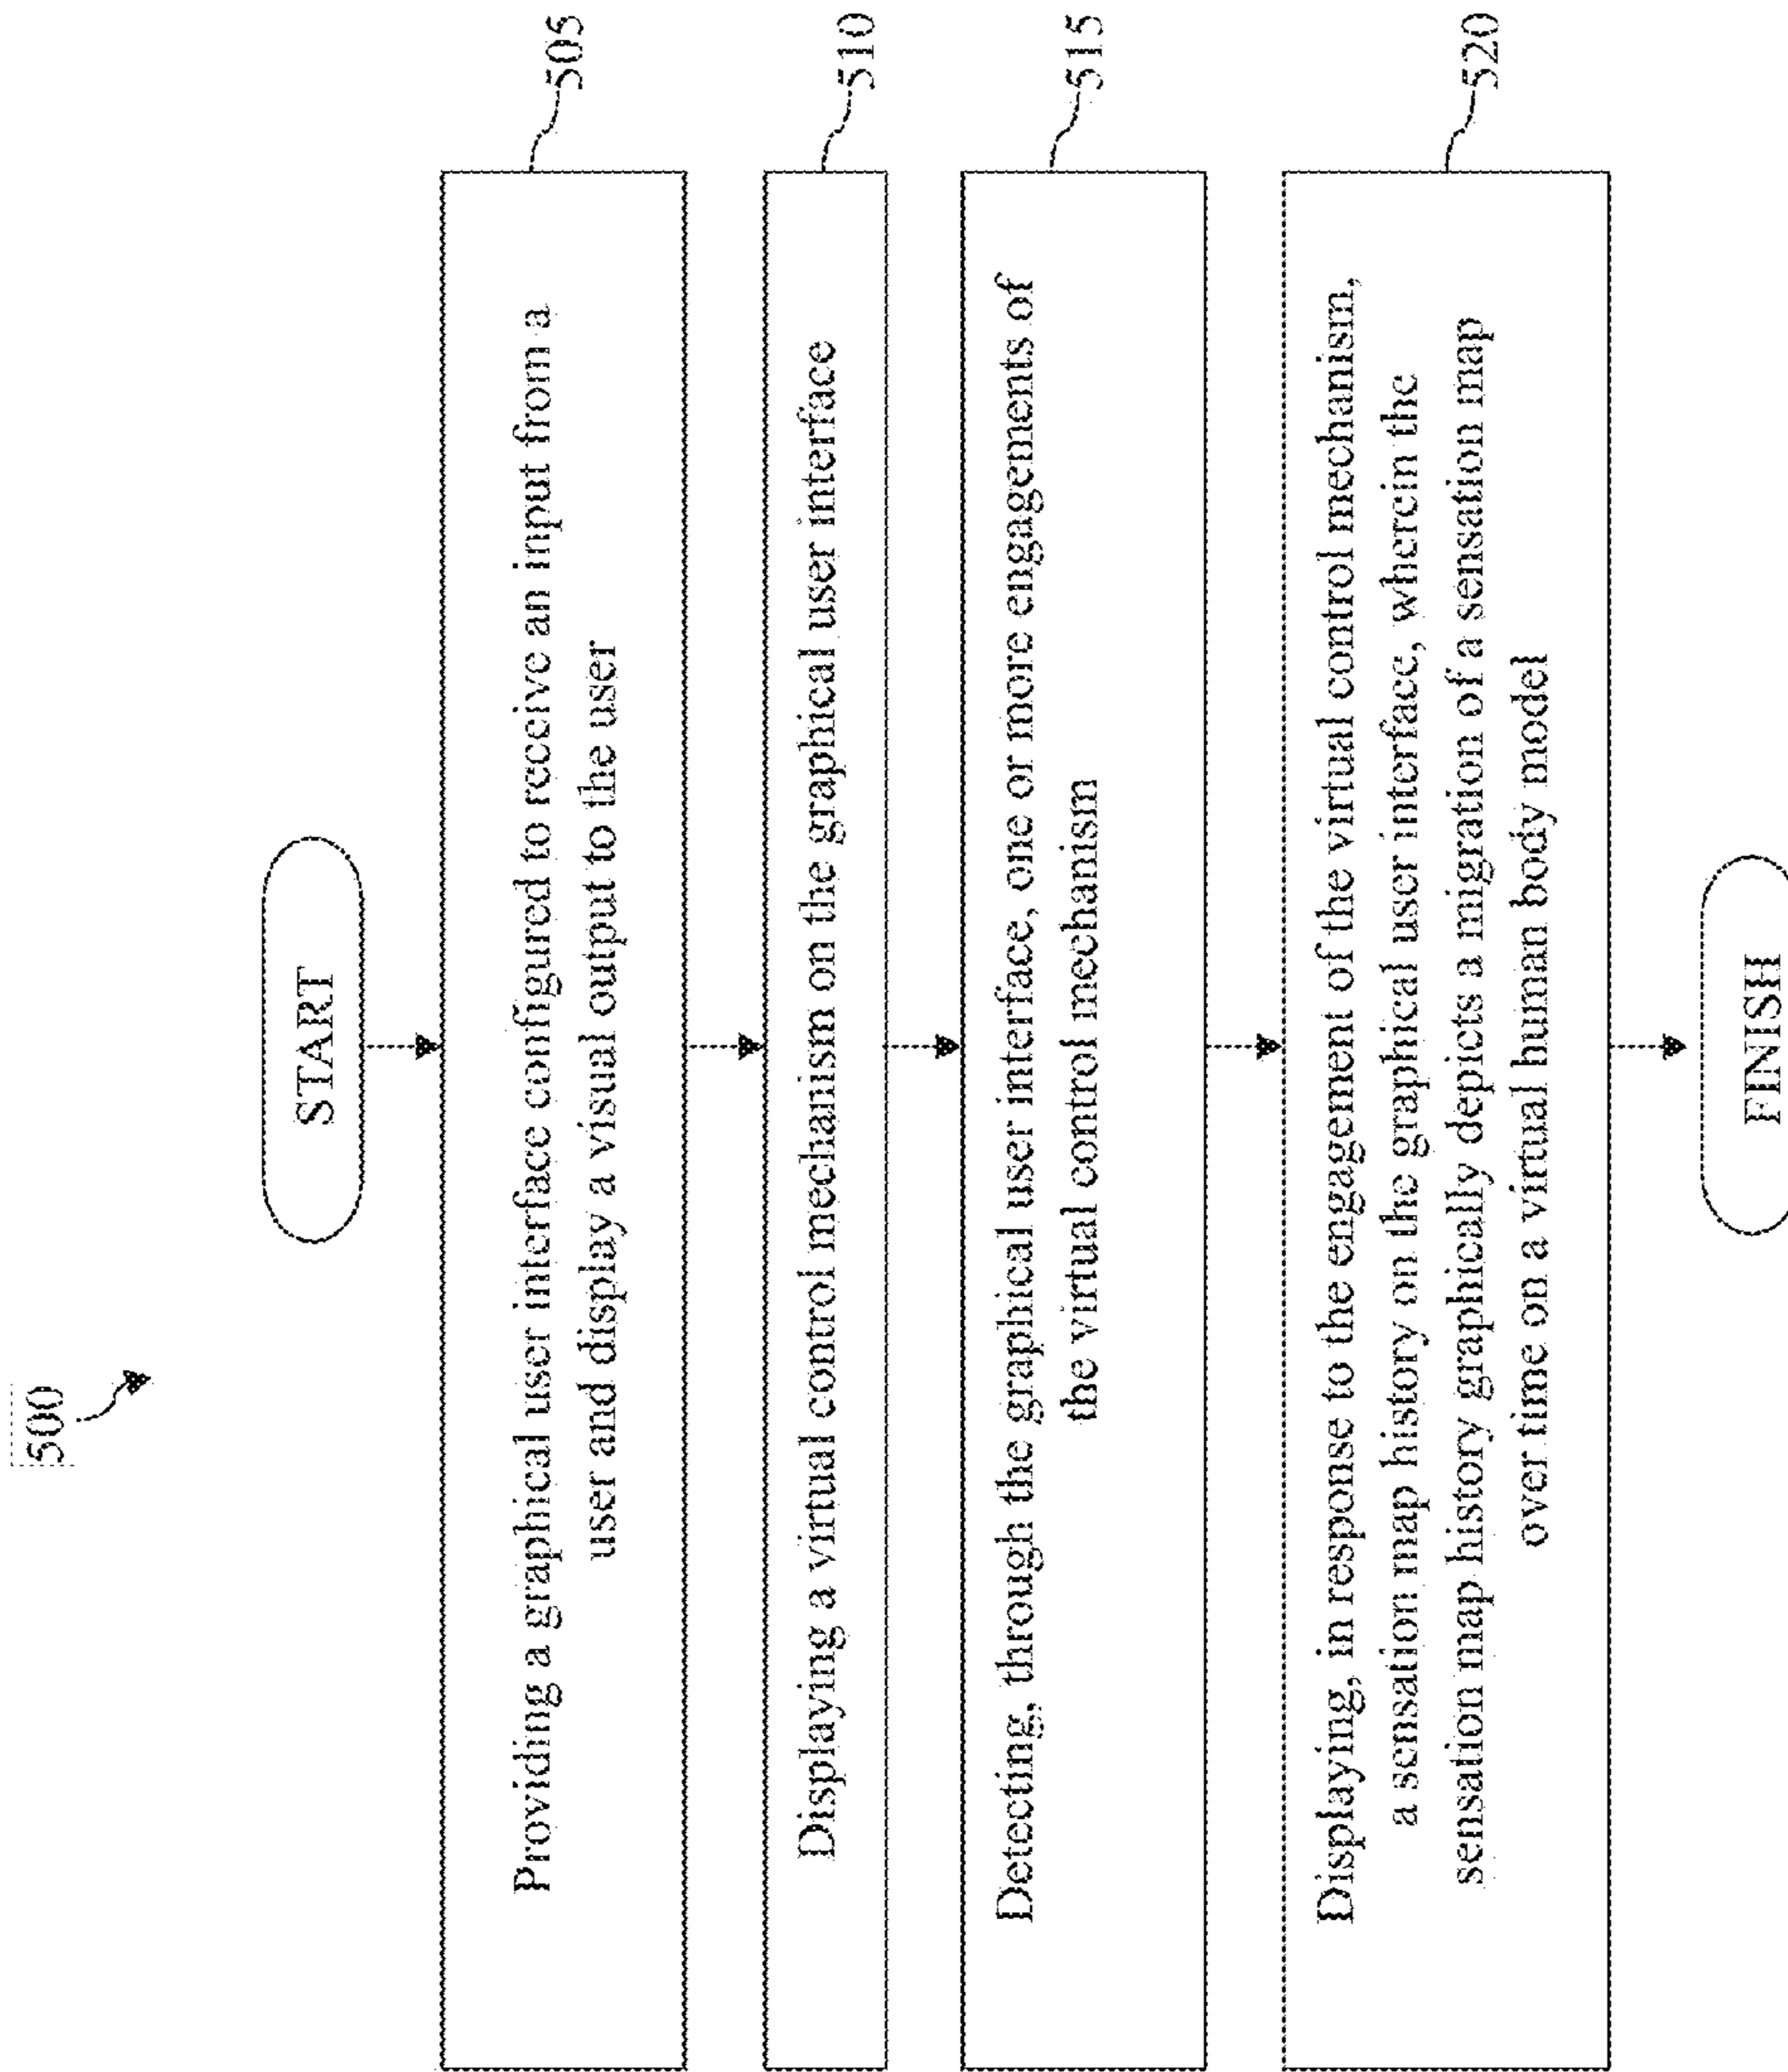 500
START
Providing a graphical user interface configured to receive an input from a
user and display a visual output to the user
505
Displaying a virtual control mechanism on the graphical user interface
510
Detecting, through the graphical user interface, one or more engagements of
the virtual control mechanism
515
Displaying, in response to the engagement of the virtual control mechanism,
a sensation map history on the graphical user interface, wherein the
sensation map history graphically depicts a migration of a sensation map
over time on a virtual human body model
520
FINISH